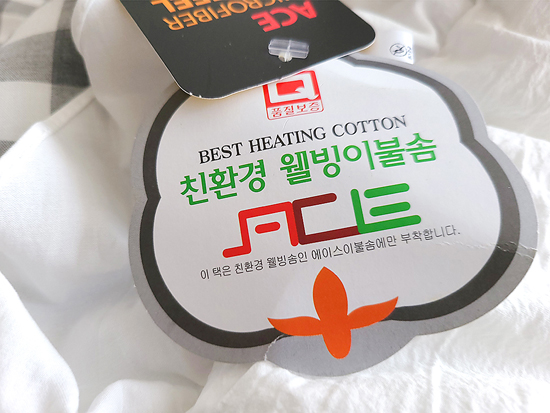 ACE
MICROFIBER
FEEL
품질보증
BEST HEATING COTTON
친환경 웰빙이불솜
ACE
이 택은 친환경 웰빙솜인 에이스이불솜에만 부착합니다.